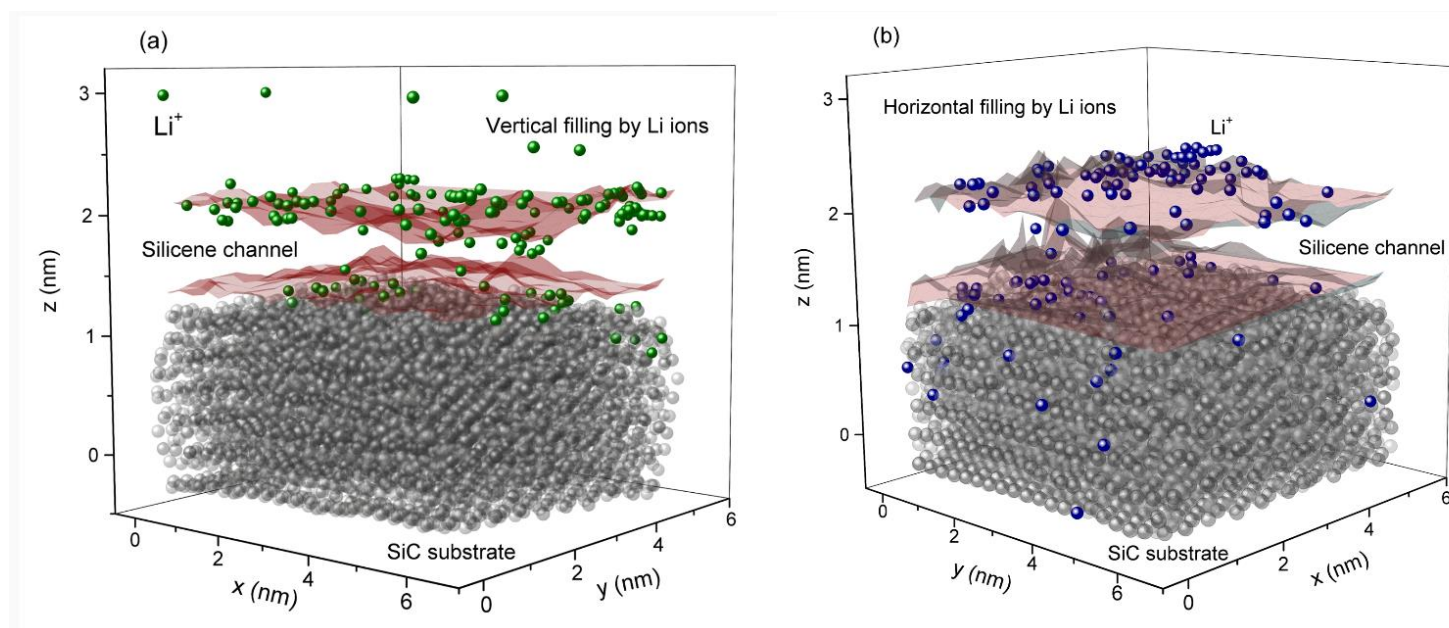 (a)
3
Li⁺
Vertical filling by Li ions
2
Silicene channel
z (nm)
1
0
SiC substrate
0
2
4
6
x (nm)
0
2
4
6
y (nm)
(b)
3
Horizontal filling by Li ions
Li⁺
2
Silicene channel
z (nm)
1
0
SiC substrate
0
2
4
6
y (nm)
0
2
4
6
x (nm)